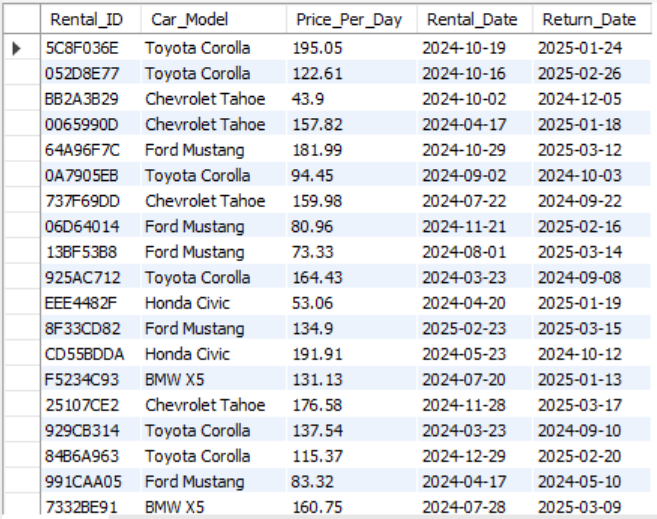 Rental_ID Car_Model Price_Per_Day Rental_Date Return_Date
5C8F036E Toyota Corolla 195.05 2024-10-19 2025-01-24
052D8E77 Toyota Corolla 122.61 2024-10-16 2025-02-26
BB2A3B29 Chevrolet Tahoe 43.9 2024-10-02 2024-12-05
0065990D Chevrolet Tahoe 157.82 2024-04-17 2025-01-18
64A96F7C Ford Mustang 181.99 2024-10-29 2025-03-12
0A7905EB Toyota Corolla 94.45 2024-09-02 2024-10-03
737F69DD Chevrolet Tahoe 159.98 2024-07-22 2024-09-22
06D64014 Ford Mustang 80.96 2024-11-21 2025-02-16
13BF53B8 Ford Mustang 73.33 2024-08-01 2025-03-14
925AC712 Toyota Corolla 164.43 2024-03-23 2024-09-08
EEE4482F Honda Civic 53.06 2024-04-20 2025-01-19
8F33CD82 Ford Mustang 134.9 2025-02-23 2025-03-15
CD55BDDA Honda Civic 191.91 2024-05-23 2024-10-12
F5234C93 BMW X5 131.13 2024-07-20 2025-01-13
25107CE2 Chevrolet Tahoe 176.58 2024-11-28 2025-03-17
929CB314 Toyota Corolla 137.54 2024-03-23 2024-09-10
84B6A963 Toyota Corolla 115.37 2024-12-29 2025-02-20
991CAA05 Ford Mustang 83.32 2024-04-17 2024-05-10
7332BE91 BMW X5 160.75 2024-07-28 2025-03-09